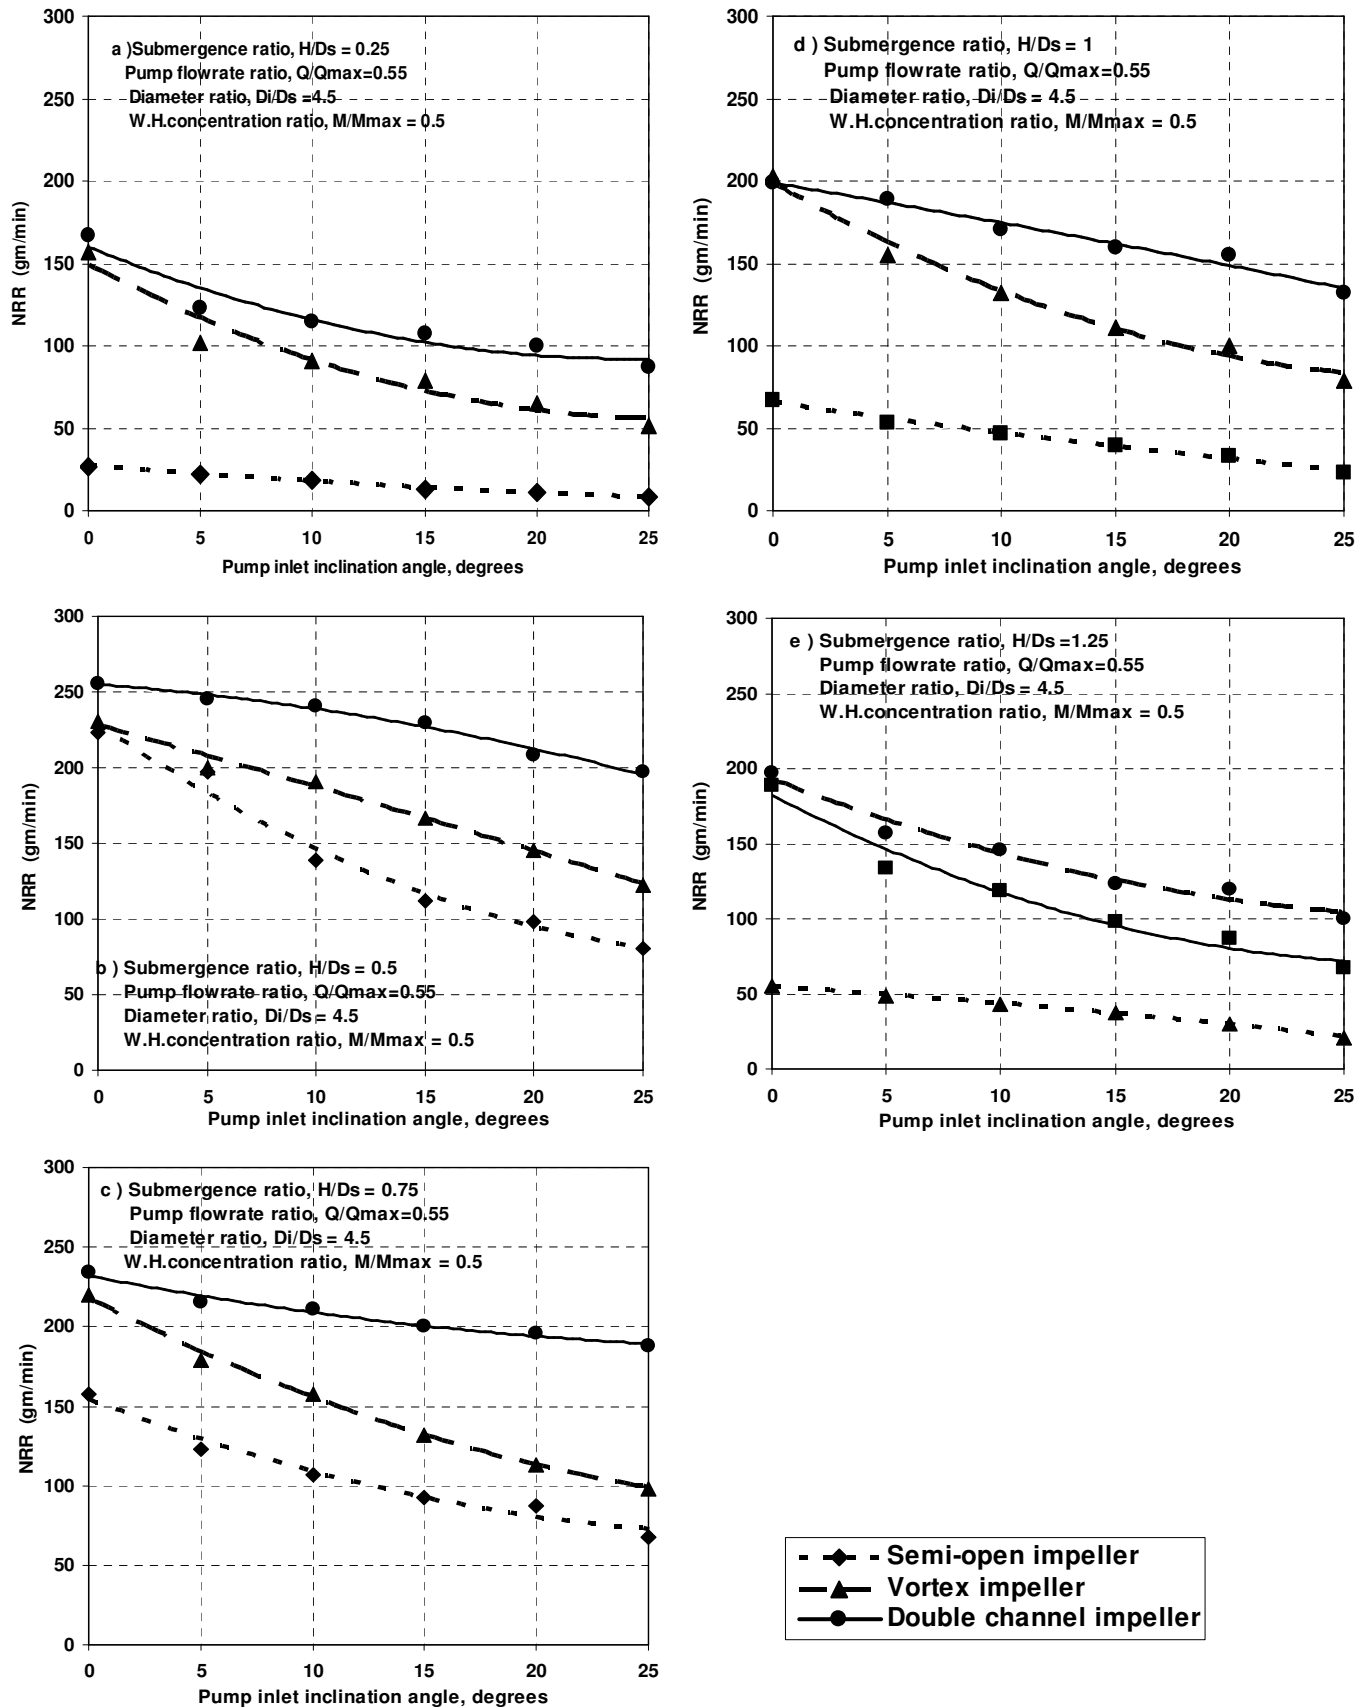 300
250
200
150
100
50
0
NRR (gm/min)
a )Submergence ratio, H/Ds = 0.25
Pump flowrate ratio, Q/Qmax=0.55
Diameter ratio, Di/Ds =4.5
W.H.concentration ratio, M/Mmax = 0.5
0 5 10 15 20 25
Pump inlet inclination angle, degrees
300
250
200
150
100
50
0
NRR (gm/min)
d ) Submergence ratio, H/Ds = 1
Pump flowrate ratio, Q/Qmax=0.55
Diameter ratio, Di/Ds = 4.5
W.H.concentration ratio, M/Mmax = 0.5
0 5 10 15 20 25
Pump inlet inclination angle, degrees
300
250
200
150
100
50
0
NRR (gm/min)
b ) Submergence ratio, H/Ds = 0.5
Pump flowrate ratio, Q/Qmax=0.55
Diameter ratio, Di/Ds = 4.5
W.H.concentration ratio, M/Mmax = 0.5
0 5 10 15 20 25
Pump inlet inclination angle, degrees
300
250
200
150
100
50
0
NRR (gm/min)
e ) Submergence ratio, H/Ds =1.25
Pump flowrate ratio, Q/Qmax=0.55
Diameter ratio, Di/Ds = 4.5
W.H.concentration ratio, M/Mmax = 0.5
0 5 10 15 20 25
Pump inlet inclination angle, degrees
300
250
200
150
100
50
0
NRR (gm/min)
c ) Submergence ratio, H/Ds = 0.75
Pump flowrate ratio, Q/Qmax=0.55
Diameter ratio, Di/Ds = 4.5
W.H.concentration ratio, M/Mmax = 0.5
0 5 10 15 20 25
Pump inlet inclination angle, degrees
Semi-open impeller
Vortex impeller
Double channel impeller